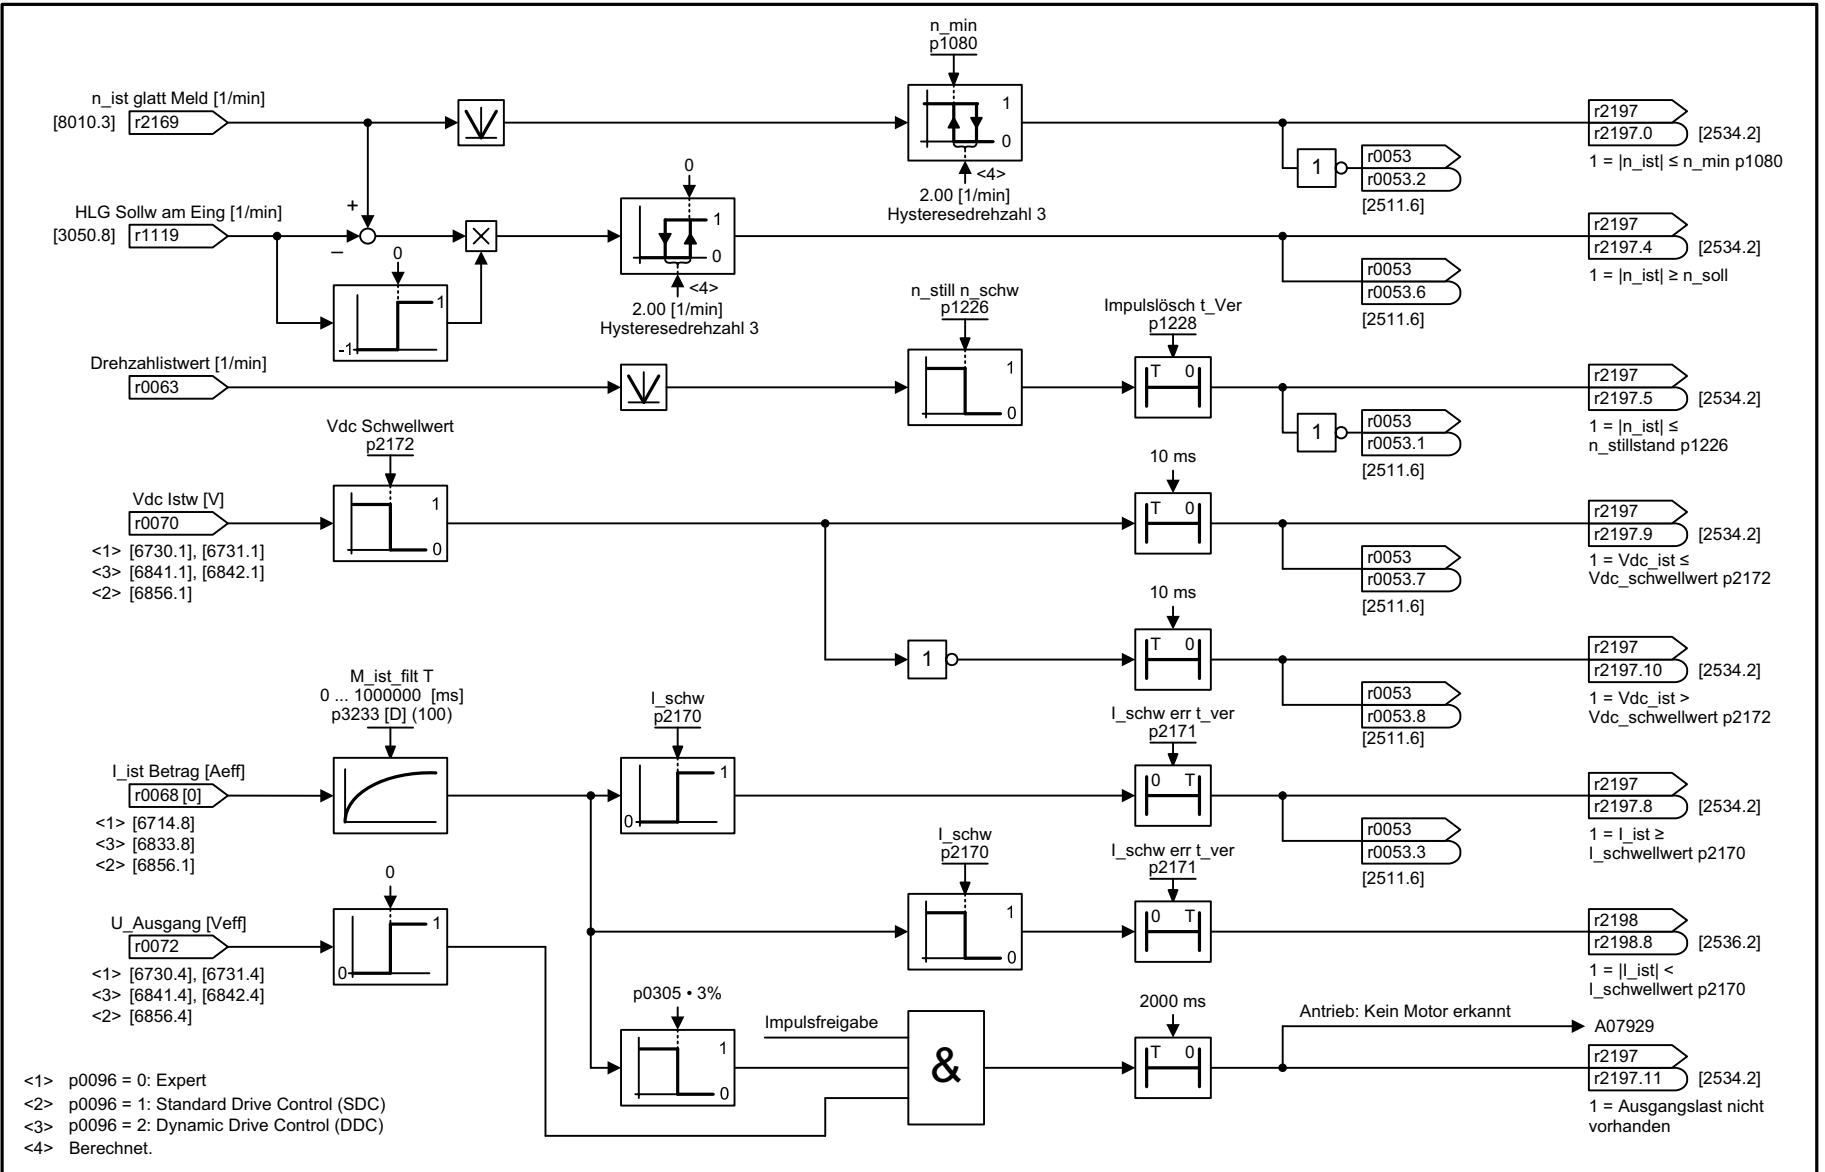 n_min
p1080
n_ist glatt Meld [1/min]
[8010.3] r2169
1
0
<4>
2.00 [1/min]
Hysteresedrehzahl 3
r2197
r2197.0 [2534.2]
1 = |n_ist| ≤ n_min p1080
1
r0053
r0053.2
[2511.6]
HLG Sollw am Eing [1/min]
[3050.8] r1119
+
–
0
1
-1
0
1
0
<4>
2.00 [1/min]
Hysteresedrehzahl 3
r2197
r2197.4 [2534.2]
1 = |n_ist| ≥ n_soll
r0053
r0053.6
[2511.6]
Drehzahlistwert [1/min]
r0063
n_still n_schw
p1226
1
0
Impulslösch t_Ver
p1228
T 0
r2197
r2197.5 [2534.2]
1 = |n_ist| ≤
n_stillstand p1226
1
r0053
r0053.1
[2511.6]
Vdc Schwellwert
p2172
Vdc Istw [V]
r0070
<1> [6730.1], [6731.1]
<3> [6841.1], [6842.1]
<2> [6856.1]
1
0
10 ms
T 0
r2197
r2197.9 [2534.2]
1 = Vdc_ist ≤
Vdc_schwellwert p2172
r0053
r0053.7
[2511.6]
1
10 ms
T 0
r2197
r2197.10 [2534.2]
1 = Vdc_ist >
Vdc_schwellwert p2172
r0053
r0053.8
[2511.6]
M_ist_filt T
0 ... 1000000 [ms]
p3233 [D] (100)
I_ist Betrag [Aeff]
r0068 [0]
<1> [6714.8]
<3> [6833.8]
<2> [6856.1]
I_schw
p2170
1
0
I_schw err t_ver
p2171
0 T
r2197
r2197.8 [2534.2]
1 = I_ist ≥
I_schwellwert p2170
r0053
r0053.3
[2511.6]
I_schw
p2170
1
0
I_schw err t_ver
p2171
0 T
r2198
r2198.8 [2536.2]
1 = |I_ist| <
I_schwellwert p2170
0
U_Ausgang [Veff]
r0072
<1> [6730.4], [6731.4]
<3> [6841.4], [6842.4]
<2> [6856.4]
1
0
p0305 • 3%
1
0
Impulsfreigabe
&
2000 ms
T 0
Antrieb: Kein Motor erkannt
A07929
r2197
r2197.11 [2534.2]
1 = Ausgangslast nicht
vorhanden
<1> p0096 = 0: Expert
<2> p0096 = 1: Standard Drive Control (SDC)
<3> p0096 = 2: Dynamic Drive Control (DDC)
<4> Berechnet.